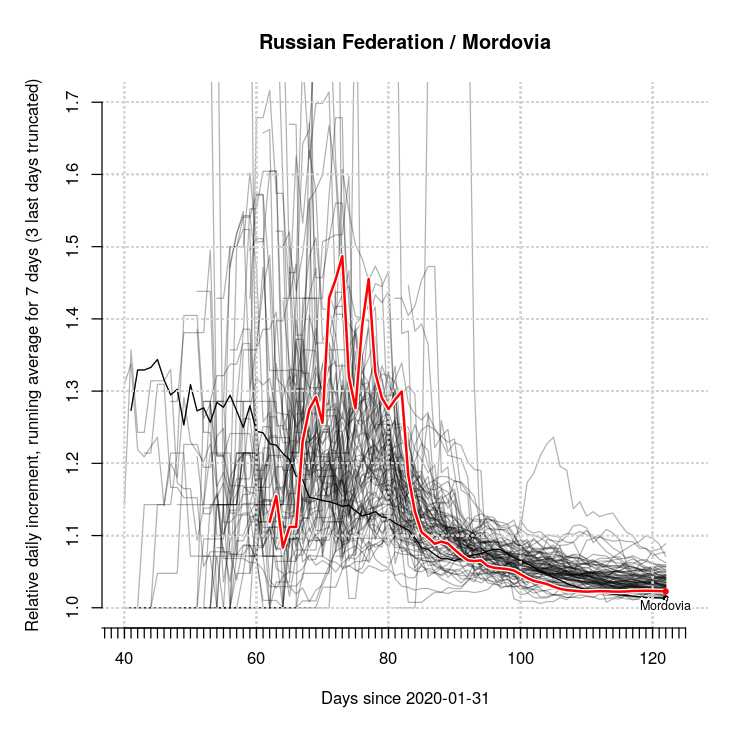 Russian Federation / Mordovia
Relative daily increment, running average for 7 days (3 last days truncated)
1.7
1.6
1.5
1.4
1.3
1.2
1.1
1.0
Mordovia
40 60 80 100 120
Days since 2020-01-31